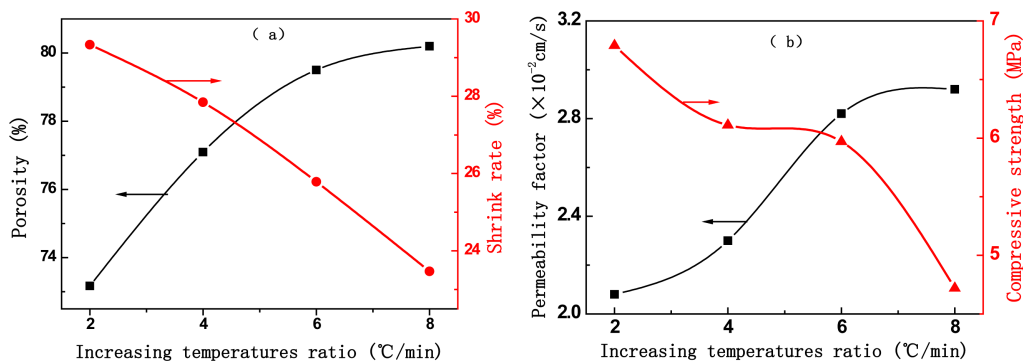 ( a)
80
78
76
74
Porosity (%)
30
28
25
23
Shrink rate (%)
2 4 6 8
Increasing temperatures ratio (℃/min)
( b)
3.2
2.8
2.4
2.0
Permeability factor (×10⁻²cm/s)
7
6
5
Compressive strength (MPa)
2 4 6 8
Increasing temperatures ratio (℃/min)